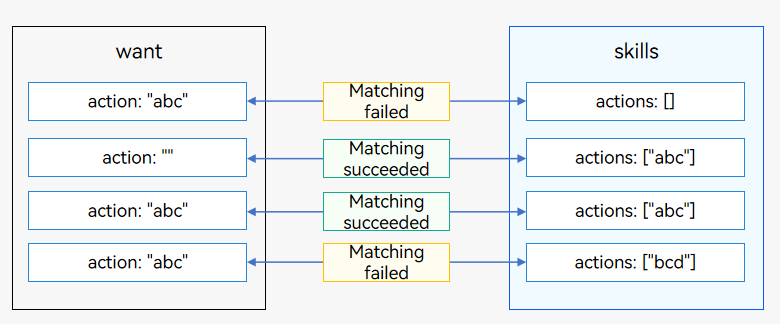 want
skills
action: "abc"
Matching
failed
actions: []
action: ""
Matching
succeeded
actions: ["abc"]
action: "abc"
Matching
succeeded
actions: ["abc"]
action: "abc"
Matching
failed
actions: ["bcd"]